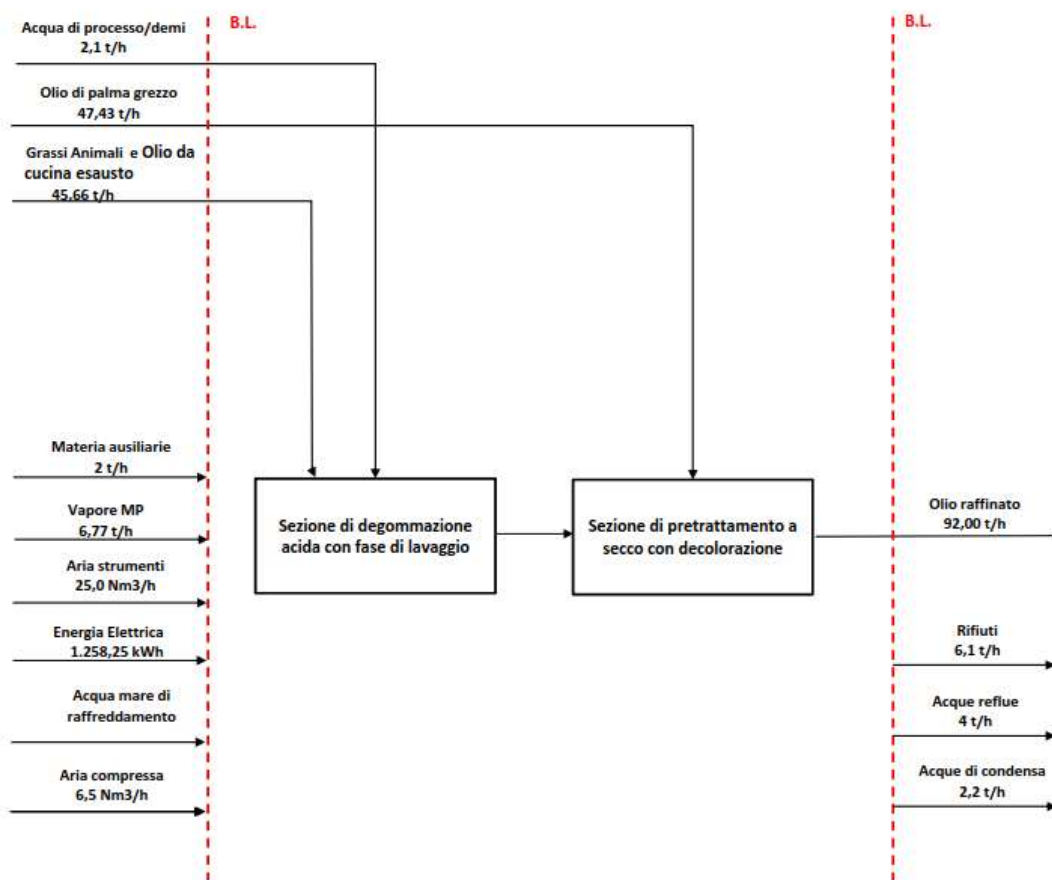 Acqua di processo/demi
2,1 t/h
B.L.
B.L.
Olio di palma grezzo
47,43 t/h
Grassi Animali e Olio da
cucina esausto
45,66 t/h
Materia ausiliarie
2 t/h
Vapore MP
6,77 t/h
Aria strumenti
25,0 Nm3/h
Energia Elettrica
1.258,25 kWh
Acqua mare di
raffreddamento
Aria compressa
6,5 Nm3/h
Sezione di degommazione
acida con fase di lavaggio
Sezione di pretrattamento a
secco con decolorazione
Olio raffinato
92,00 t/h
Rifiuti
6,1 t/h
Acque reflue
4 t/h
Acque di condensa
2,2 t/h